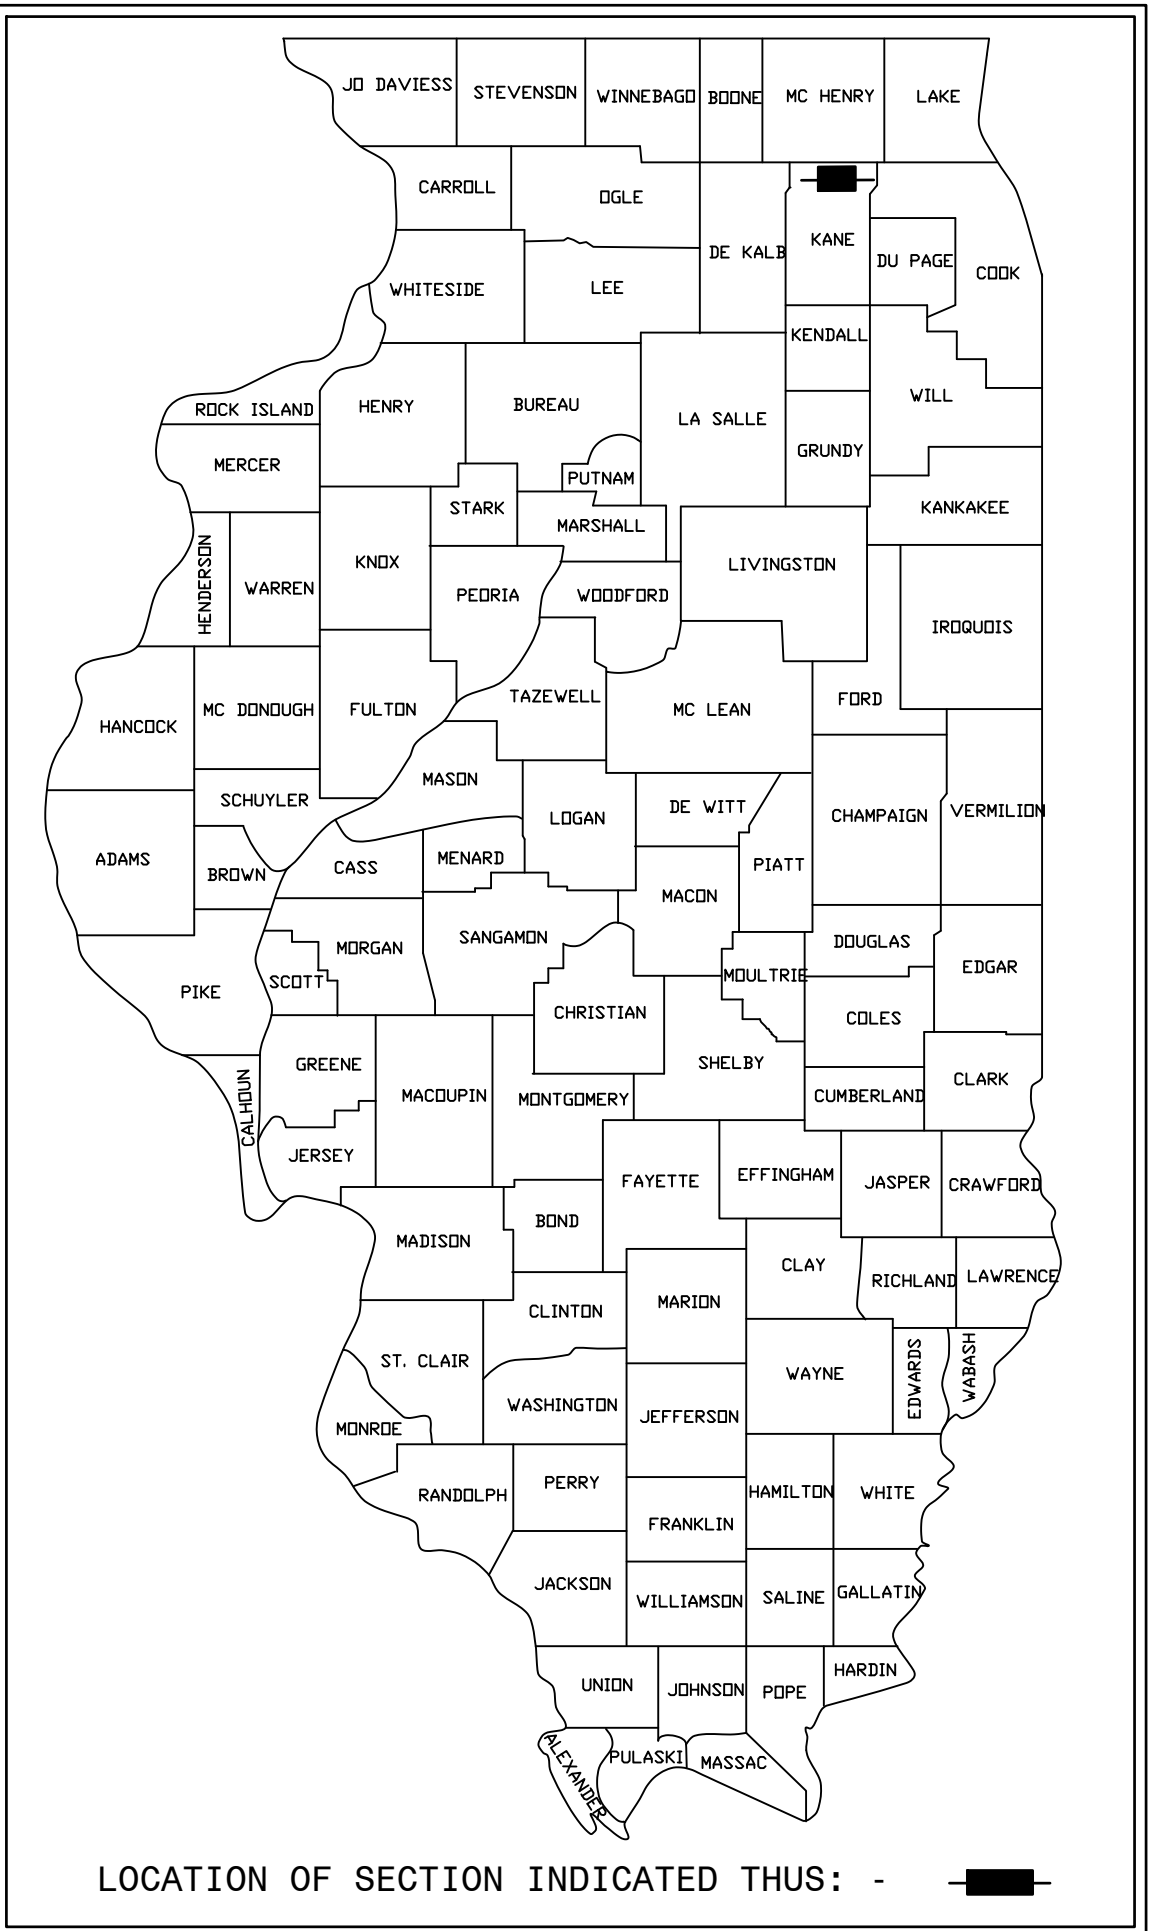 JO DAVIESS
STEVENSON
WINNEBAGO
BOONE
MC HENRY
LAKE
CARROLL
OGLE
DE KALB
KANE
DU PAGE
COOK
WHITESIDE
LEE
KENDALL
ROCK ISLAND
HENRY
BUREAU
LA SALLE
WILL
GRUNDY
MERCER
PUTNAM
STARK
MARSHALL
KANKAKEE
HENDERSON
WARREN
KNOX
PEORIA
WOODFORD
LIVINGSTON
IROQUOIS
HANCOCK
MC DONOUGH
FULTON
TAZEWELL
MC LEAN
FORD
SCHUYLER
MASON
LOGAN
DE WITT
CHAMPAIGN
VERMILION
ADAMS
BROWN
CASS
MENARD
MACON
PIATT
PIKE
SCOTT
MORGAN
SANGAMON
CHRISTIAN
MOULTRIE
DOUGLAS
EDGAR
COLES
SHELBY
CALHOUN
GREENE
MACOUPIN
MONTGOMERY
CUMBERLAND
CLARK
JERSEY
FAYETTE
EFFINGHAM
JASPER
CRAWFORD
MADISON
BOND
CLAY
RICHLAND
LAWRENCE
CLINTON
MARION
ST. CLAIR
WAYNE
EDWARDS
WABASH
MONROE
WASHINGTON
JEFFERSON
RANDOLPH
PERRY
HAMILTON
WHITE
FRANKLIN
JACKSON
WILLIAMSON
SALINE
GALLATIN
UNION
JOHNSON
POPE
HARDIN
ALEXANDER
PULASKI
MASSAC
LOCATION OF SECTION INDICATED THUS: -